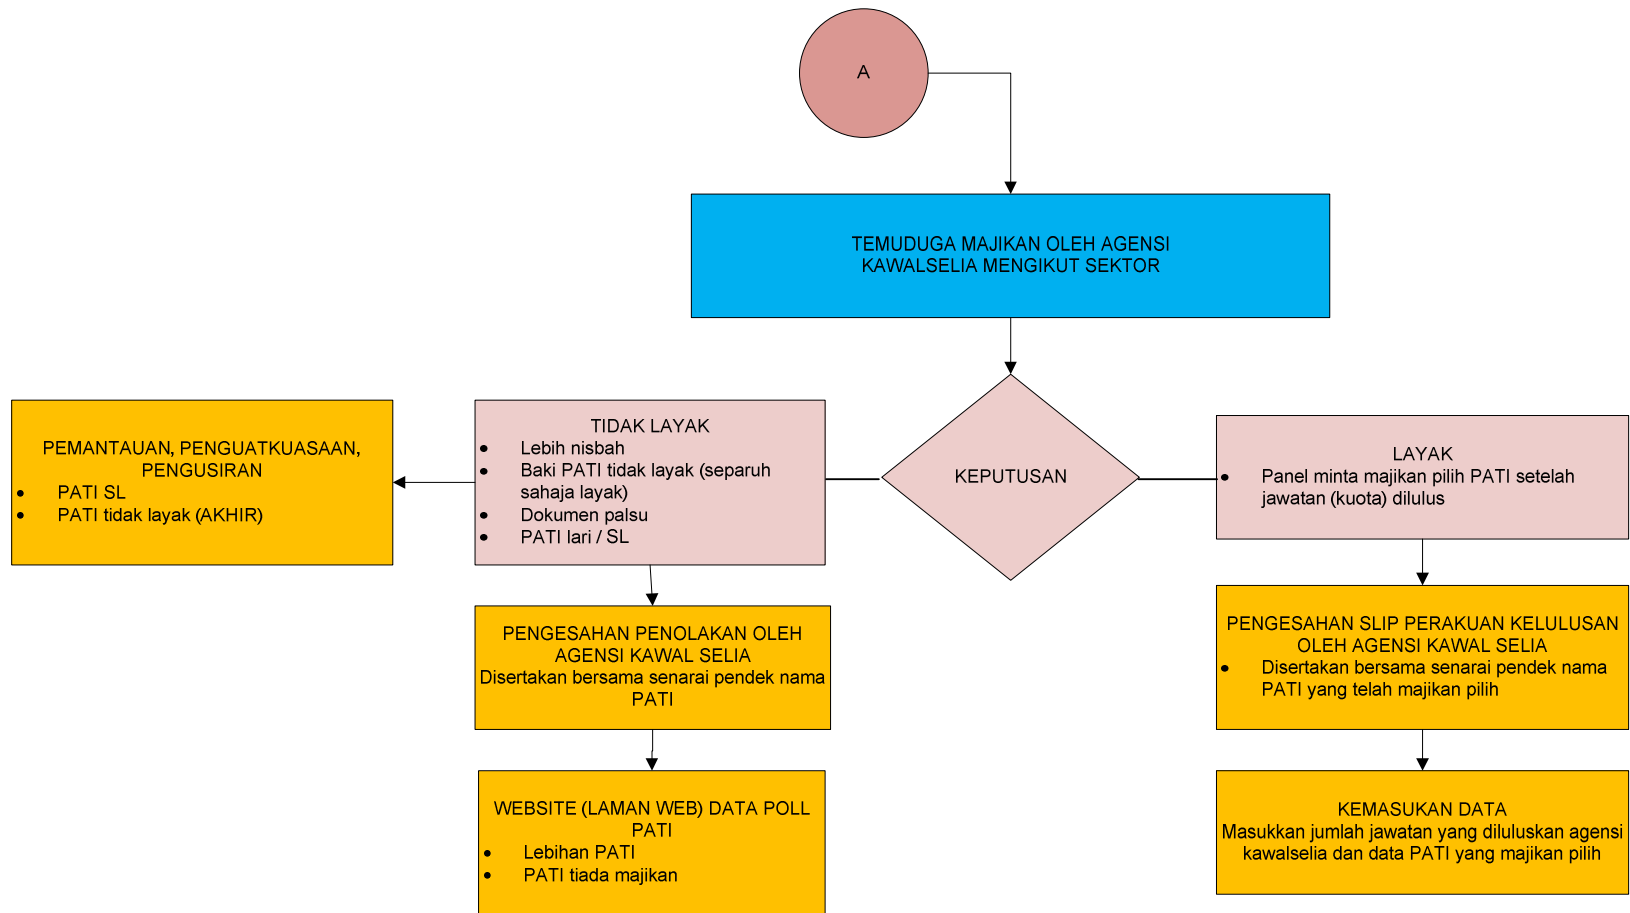 A
TEMUDUGA MAJIKAN OLEH AGENSI
KAWALSELIA MENGIKUT SEKTOR
KEPUTUSAN
TIDAK LAYAK
• Lebih nisbah
• Baki PATI tidak layak (separuh
sahaja layak)
• Dokumen palsu
• PATI lari / SL
PEMANTAUAN, PENGUATKUASAAN,
PENGUSIRAN
• PATI SL
• PATI tidak layak (AKHIR)
PENGESAHAN PENOLAKAN OLEH
AGENSI KAWAL SELIA
Disertakan bersama senarai pendek nama
PATI
WEBSITE (LAMAN WEB) DATA POLL
PATI
• Lebihan PATI
• PATI tiada majikan
LAYAK
• Panel minta majikan pilih PATI setelah
jawatan (kuota) dilulus
PENGESAHAN SLIP PERAKUAN KELULUSAN
OLEH AGENSI KAWAL SELIA
• Disertakan bersama senarai pendek nama
PATI yang telah majikan pilih
KEMASUKAN DATA
Masukkan jumlah jawatan yang diluluskan agensi
kawalselia dan data PATI yang majikan pilih